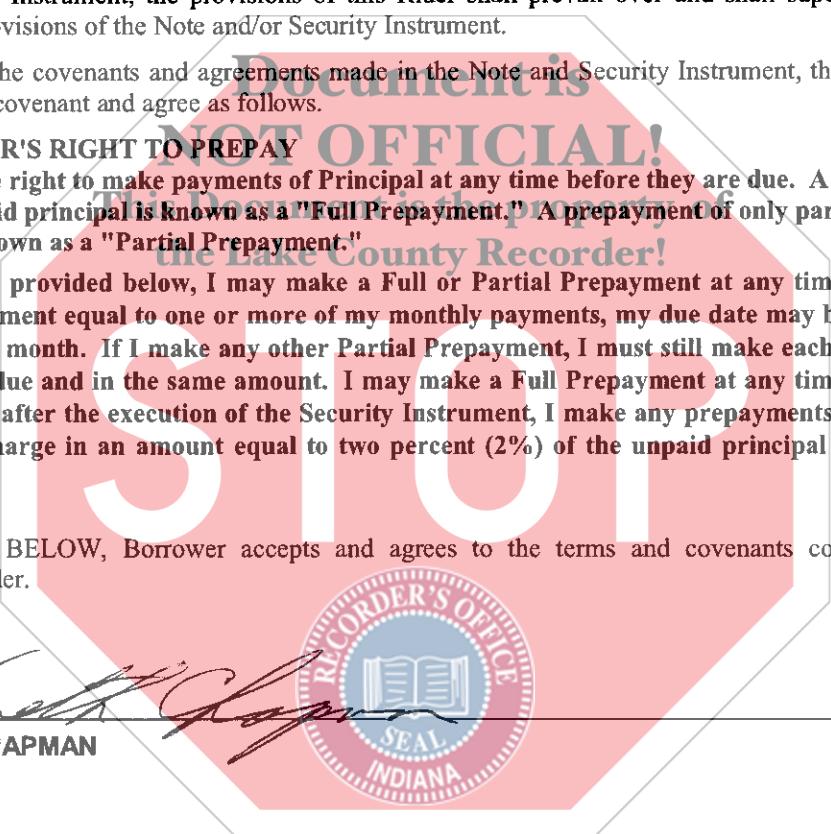 Instrument, the provisions of this Rider shall prevail over and shall supe
visions of the Note and/or Security Instrument.
he covenants and agreements made in the Note and Security Instrument, th
covenant and agree as follows.
R'S RIGHT TO PREPAY
right to make payments of Principal at any time before they are due. A
id principal is known as a "Full Prepayment." A prepayment of only par
own as a "Partial Prepayment."
provided below, I may make a Full or Partial Prepayment at any tim
ment equal to one or more of my monthly payments, my due date may b
month. If I make any other Partial Prepayment, I must still make each
lue and in the same amount. I may make a Full Prepayment at any tim
after the execution of the Security Instrument, I make any prepayments
harge in an amount equal to two percent (2%) of the unpaid principal
BELOW, Borrower accepts and agrees to the terms and covenants co
ler.
APMAN
Document is
NOT OFFICIAL!
This Document is the property of
the Lake County Recorder!
STOP
RECORDER'S OFFICE
SEAL
INDIANA